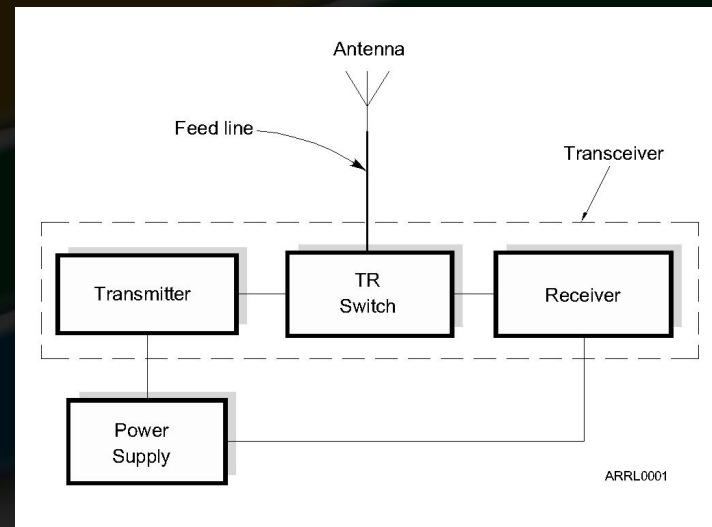 Antenna
Feed line
Transceiver
Transmitter
TR
Switch
Receiver
Power
Supply
ARRL0001